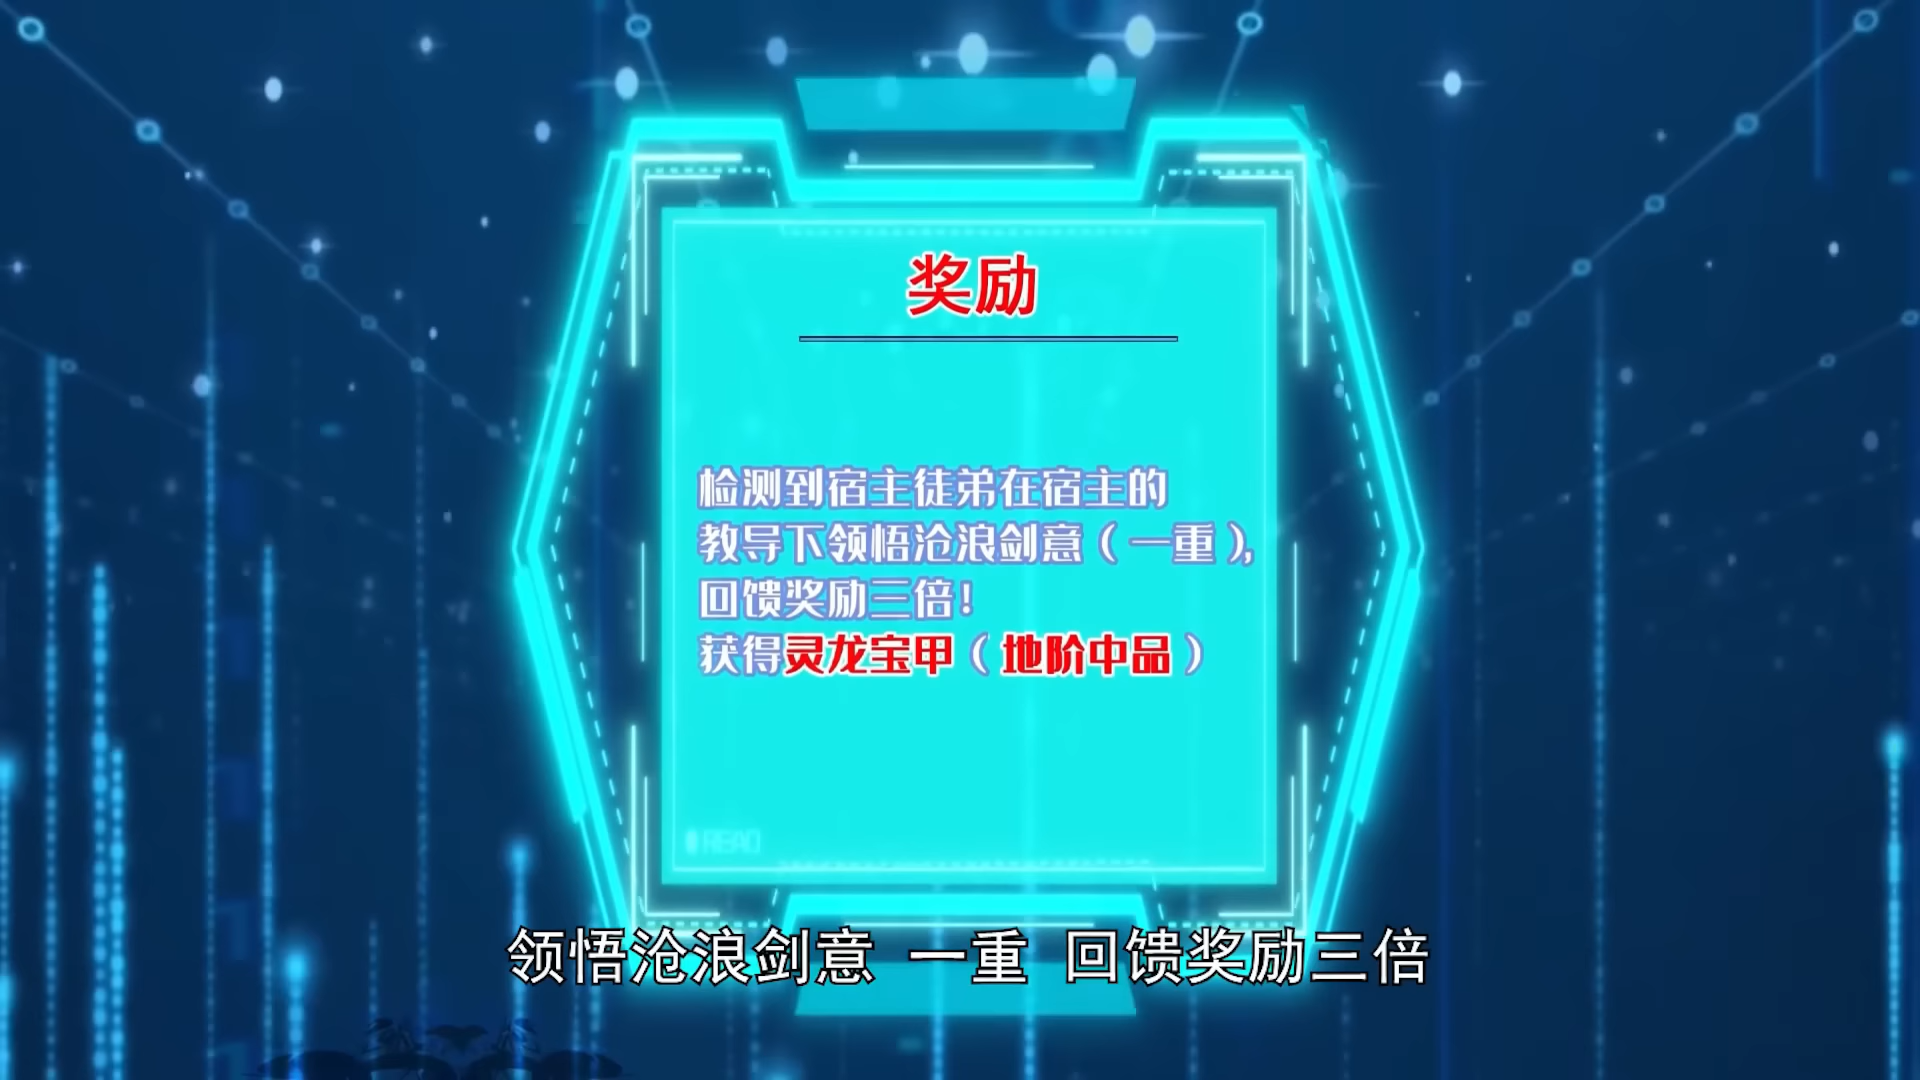 奖励
检测到宿主徒弟在宿主的
教导下领悟沧浪剑意（一重），
回馈奖励三倍！
获得灵龙宝甲（地阶中品）
READ
领悟沧浪剑意 一重 回馈奖励三倍